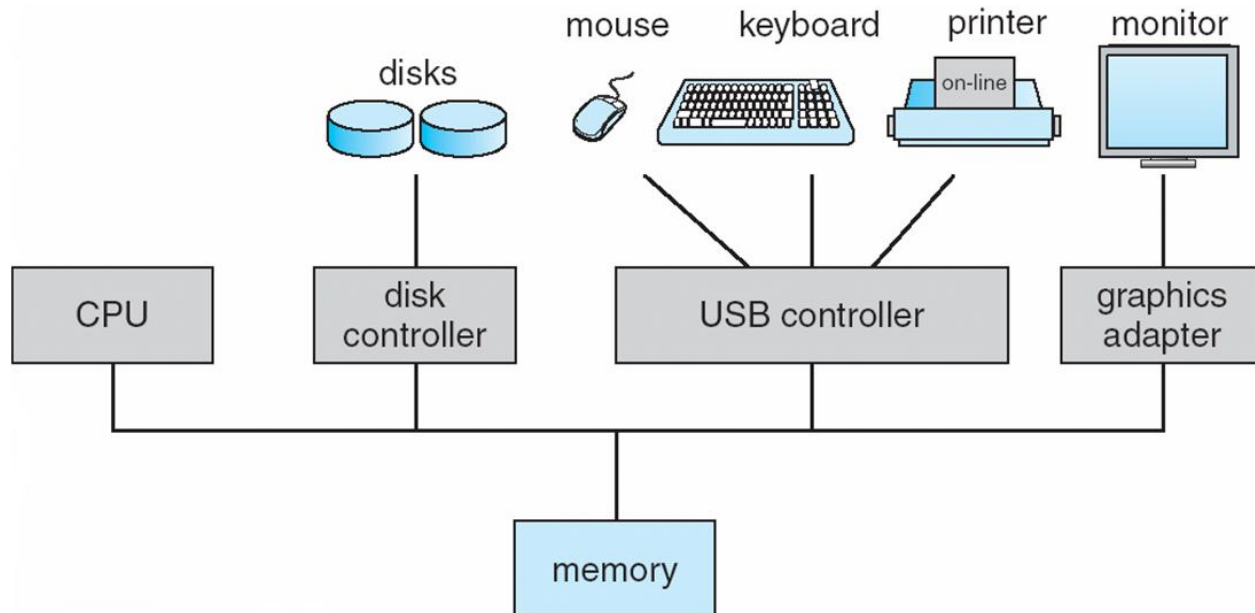 mouse
keyboard
printer
monitor
disks
on-line
CPU
disk
controller
USB controller
graphics
adapter
memory